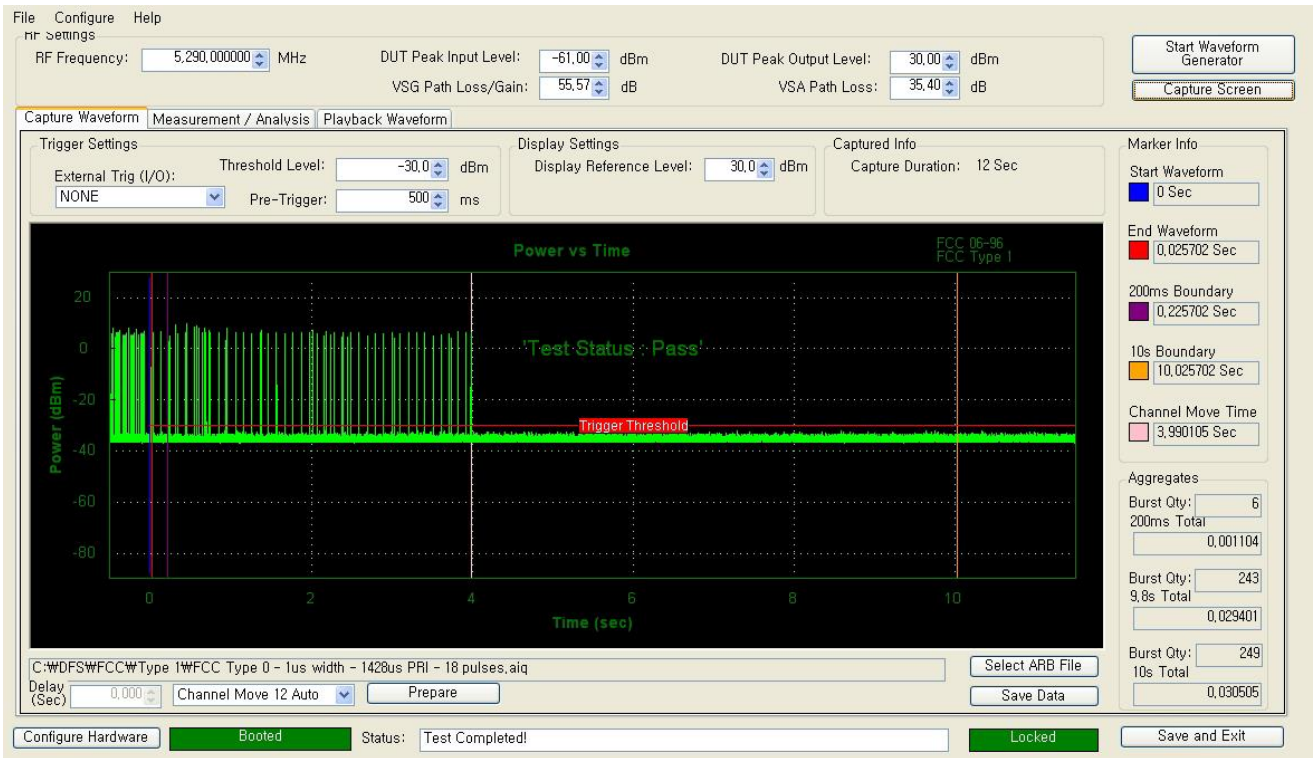 File Configure Help
RF Settings
RF Frequency: 5,290,000000 MHz DUT Peak Input Level: -61,00 dBm DUT Peak Output Level: 30,00 dBm
VSG Path Loss/Gain: 55,57 dB VSA Path Loss: 35,40 dB
Start Waveform Generator
Capture Screen
Capture Waveform Measurement / Analysis Playback Waveform
Trigger Settings
External Trig (I/O): Threshold Level: -30,0 dBm
NONE Pre-Trigger: 500 ms
Display Settings
Display Reference Level: 30,0 dBm
Captured Info
Capture Duration: 12 Sec
Power vs Time
FCC 06-96
FCC Type 1
'Test Status : Pass'
Trigger Threshold
Power (dBm)
20
0
-20
-40
-60
-80
0 2 4 6 8 10
Time (sec)
Marker Info
Start Waveform
0 Sec
End Waveform
0,025702 Sec
200ms Boundary
0,225702 Sec
10s Boundary
10,025702 Sec
Channel Move Time
3,990105 Sec
Aggregates
Burst Qty: 6
200ms Total
0,001104
Burst Qty: 243
9,8s Total
0,029401
Burst Qty: 249
10s Total
0,030505
C:₩DFS₩FCC₩Type 1₩FCC Type 0 - 1us width - 1428us PRI - 18 pulses,aiq
Select ARB File
Delay (Sec) 0,000 Channel Move 12 Auto Prepare Save Data
Configure Hardware Booted Status: Test Completed! Locked Save and Exit